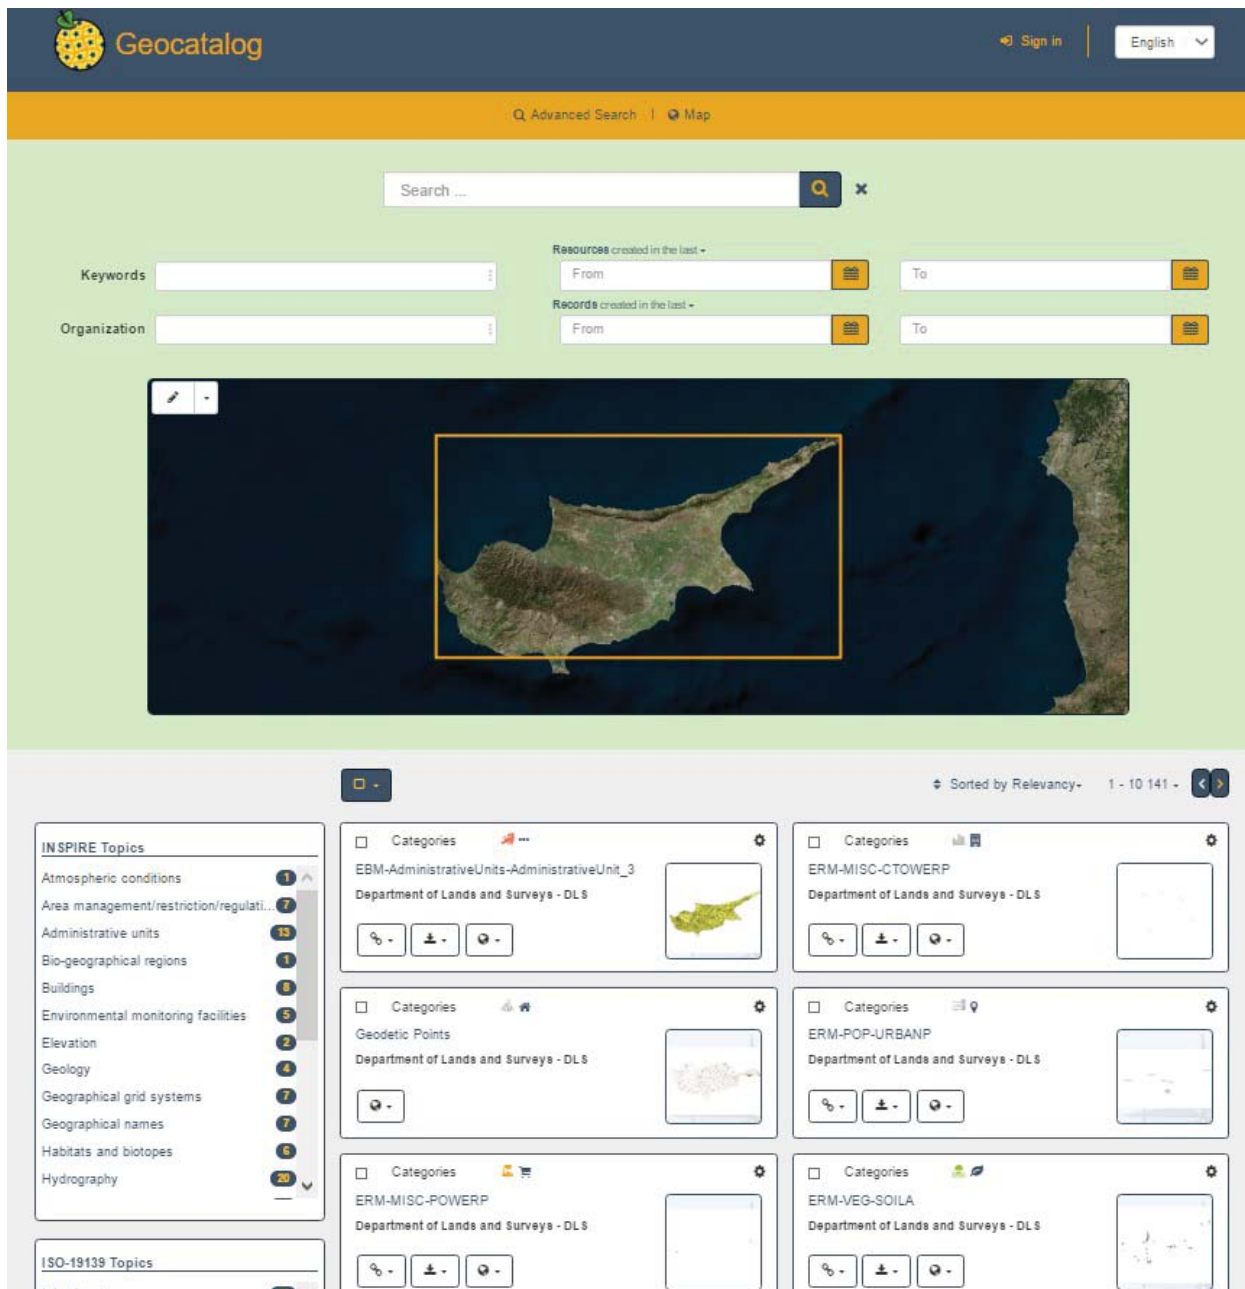 Geocatalog
Sign in
English
Advanced Search | Map
Search ...
Resources created in the last
Keywords
From
To
Records created in the last
Organization
From
To
Sorted by Relevancy
1 - 10 141
INSPIRE Topics
Atmospheric conditions 1
Area management/restriction/regulati... 7
Administrative units 13
Bio-geographical regions 1
Buildings 8
Environmental monitoring facilities 5
Elevation 2
Geology 4
Geographical grid systems 7
Geographical names 7
Habitats and biotopes 6
Hydrography 20
ISO-19139 Topics
Categories
EBM-AdministrativeUnits-AdministrativeUnit_3
Department of Lands and Surveys - DLS
Categories
ERM-MISC-CTOWERP
Department of Lands and Surveys - DLS
Categories
Geodetic Points
Department of Lands and Surveys - DLS
Categories
ERM-POP-URBANP
Department of Lands and Surveys - DLS
Categories
ERM-MISC-POWERP
Department of Lands and Surveys - DLS
Categories
ERM-VEG-SOILA
Department of Lands and Surveys - DLS